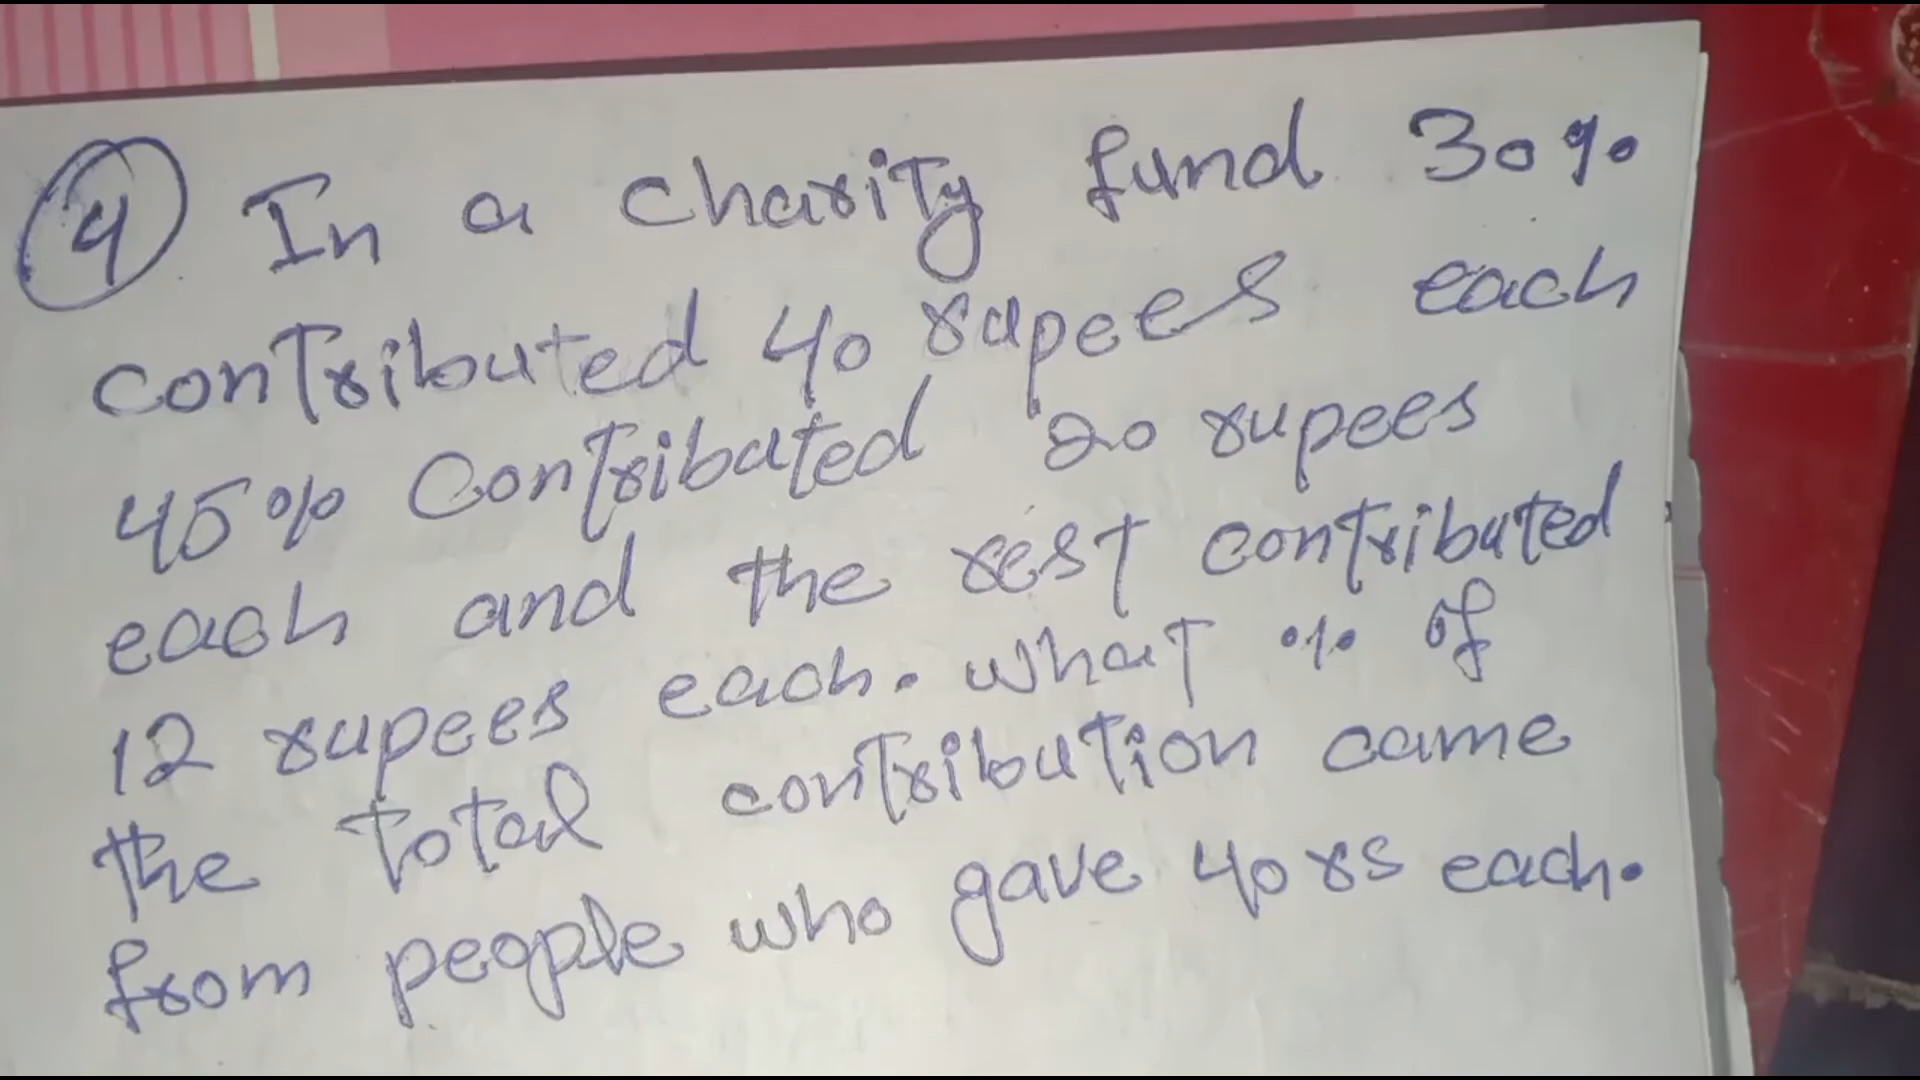 4 In a charity fund 30%
contributed 40 rupees each
45% contributed 20 rupees
each and the rest contributed
12 rupees each. what % of
the total contribution came
from people who gave 40 rs each.